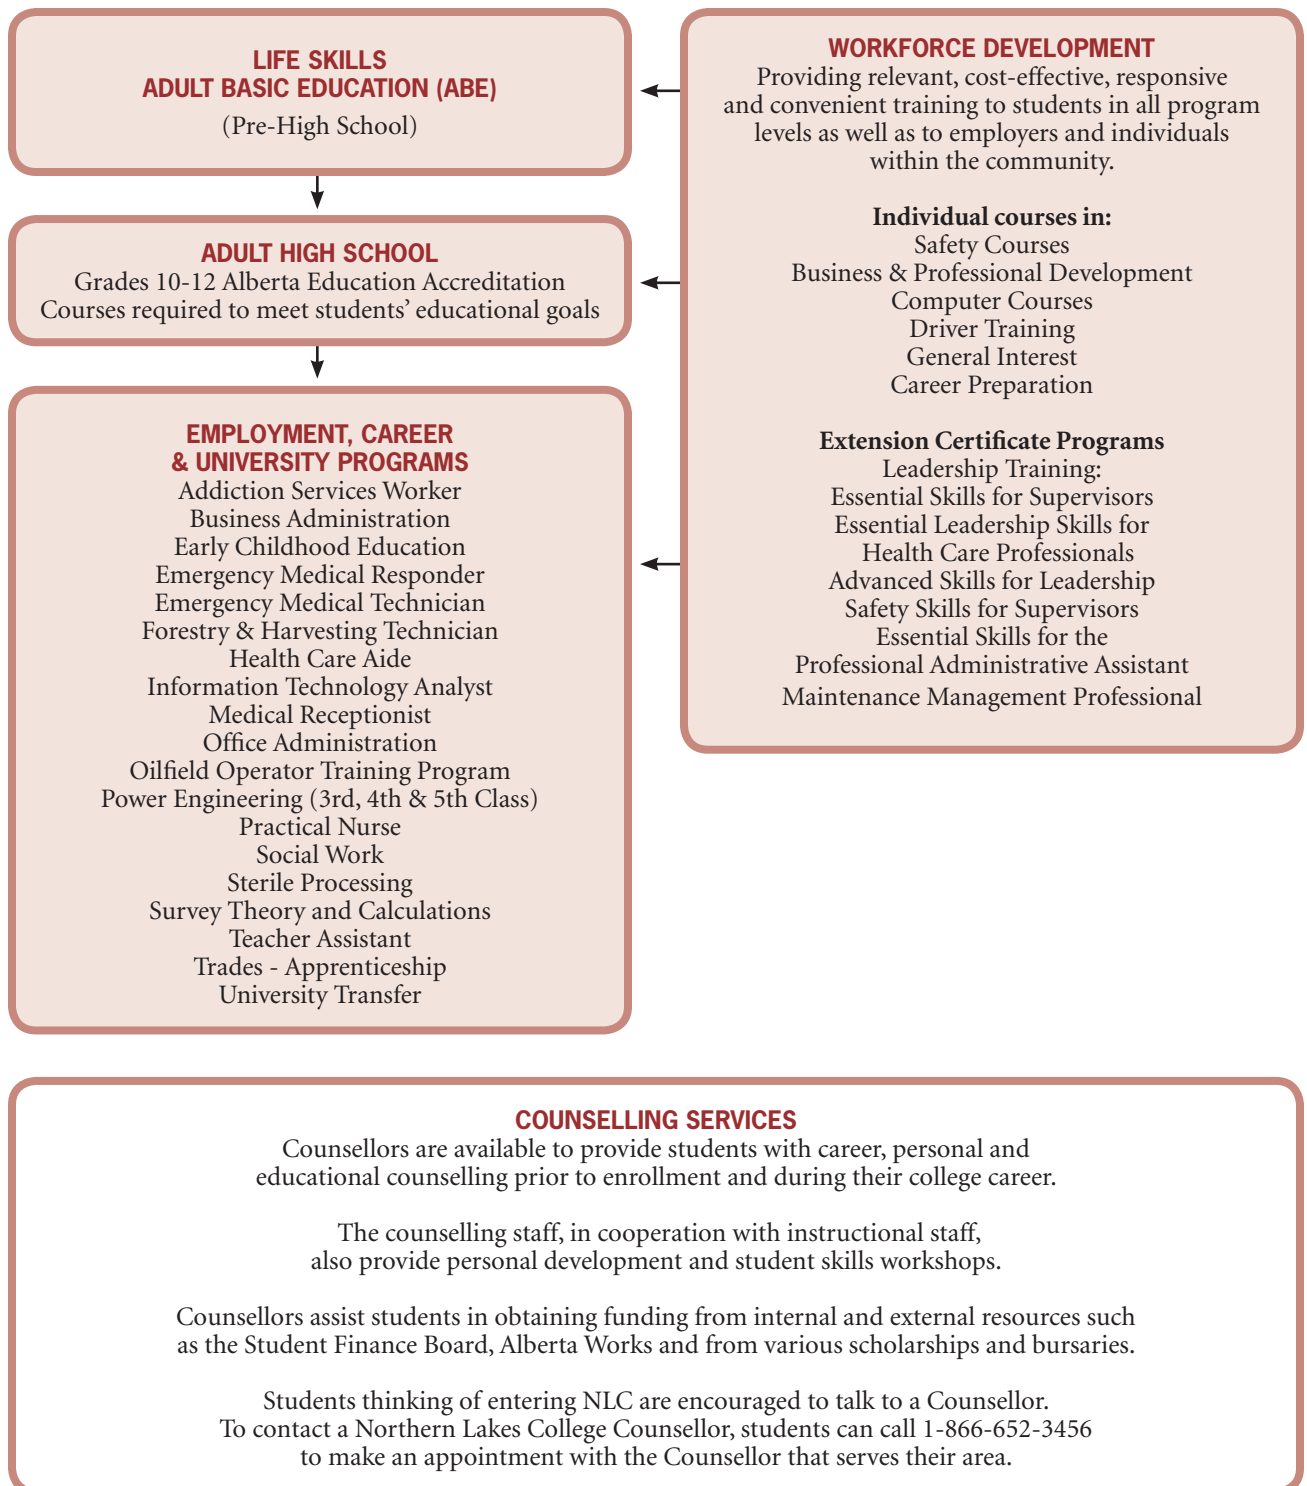 LIFE SKILLS
ADULT BASIC EDUCATION (ABE)
(Pre-High School)
ADULT HIGH SCHOOL
Grades 10-12 Alberta Education Accreditation
Courses required to meet students’ educational goals
EMPLOYMENT, CAREER
& UNIVERSITY PROGRAMS
Addiction Services Worker
Business Administration
Early Childhood Education
Emergency Medical Responder
Emergency Medical Technician
Forestry & Harvesting Technician
Health Care Aide
Information Technology Analyst
Medical Receptionist
Office Administration
Oilfield Operator Training Program
Power Engineering (3rd, 4th & 5th Class)
Practical Nurse
Social Work
Sterile Processing
Survey Theory and Calculations
Teacher Assistant
Trades - Apprenticeship
University Transfer
WORKFORCE DEVELOPMENT
Providing relevant, cost-effective, responsive
and convenient training to students in all program
levels as well as to employers and individuals
within the community.
Individual courses in:
Safety Courses
Business & Professional Development
Computer Courses
Driver Training
General Interest
Career Preparation
Extension Certificate Programs
Leadership Training:
Essential Skills for Supervisors
Essential Leadership Skills for
Health Care Professionals
Advanced Skills for Leadership
Safety Skills for Supervisors
Essential Skills for the
Professional Administrative Assistant
Maintenance Management Professional
COUNSELLING SERVICES
Counsellors are available to provide students with career, personal and
educational counselling prior to enrollment and during their college career.
The counselling staff, in cooperation with instructional staff,
also provide personal development and student skills workshops.
Counsellors assist students in obtaining funding from internal and external resources such
as the Student Finance Board, Alberta Works and from various scholarships and bursaries.
Students thinking of entering NLC are encouraged to talk to a Counsellor.
To contact a Northern Lakes College Counsellor, students can call 1-866-652-3456
to make an appointment with the Counsellor that serves their area.